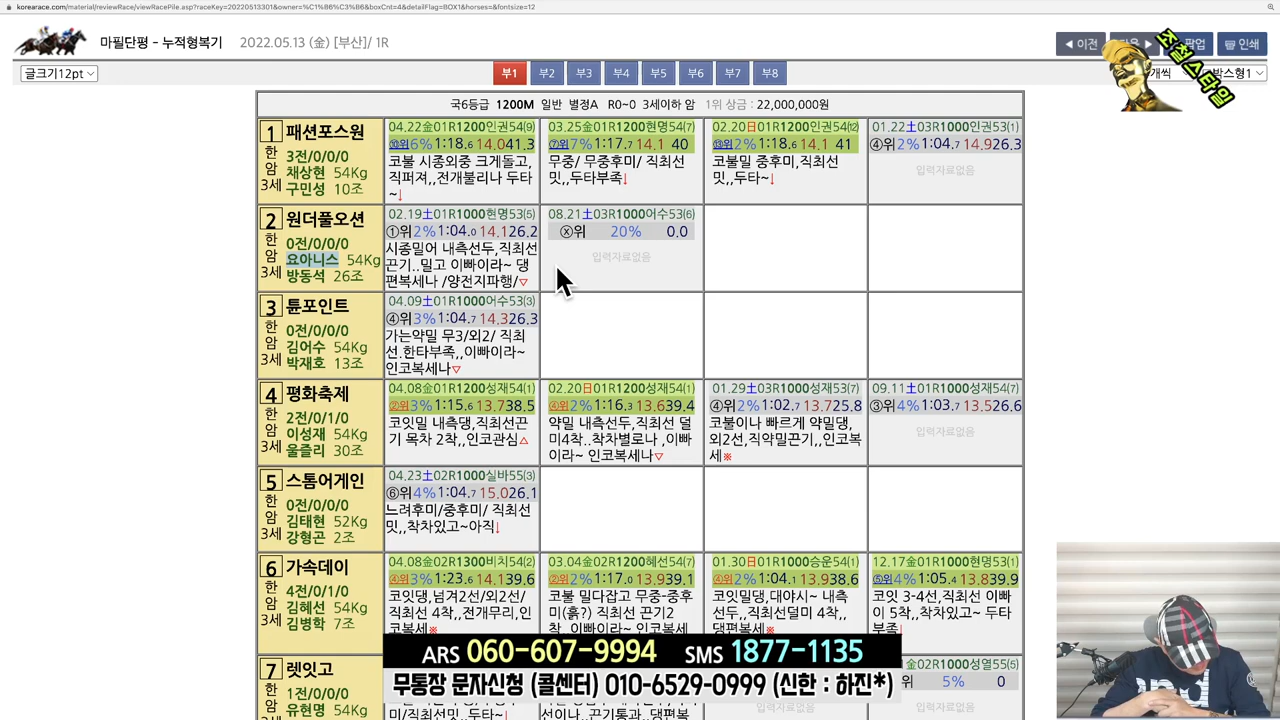 korearace.com/material/reviewRace/viewRacePile.asp?raceKey=20220513301&owner=%C1%B6%C3%B6&boxCnt=4&detailFlag=BOX1&horses=&fontsize=12
마필단평 - 누적형복기 2022.05.13 (金) [부산]/ 1R
◀ 이전 다음 ▶ 팝업 인쇄
조철스타일
글크기12pt 부1 부2 부3 부4 부5 부6 부7 부8 개씩 박스형1
국6등급 1200M 일반 별정A R0~0 3세이하 암 1위 상금 : 22,000,000원
1 패션포스원
한 암 3세
3전/0/0/0
채상현 54Kg
구민성 10조
04.22金01R1200인권54(9)
⑩위6% 1:18.6 14.041.3
코불 시종외중 크게돌고,
직퍼져,,전개불리나 두타
~↓
03.25金01R1200현명54(7)
⑦위7% 1:17.7 14.1 40
무중/ 무종후미/ 직최선
밋,,두타부족↓
02.20日01R1200인권54(12)
⑬위2% 1:18.6 14.1 41
코불밀 중후미,직최선
밋,,두타~↓
01.22土03R1000인권53(1)
④위2% 1:04.7 14.926.3
입력자료없음
2 원더풀오션
한 암 3세
0전/0/0/0
요아니스 54Kg
방동석 26조
02.19土01R1000현명53(5)
①위2% 1:04.0 14.126.2
시종밀어 내측선두,직최선
끈기..밀고 이빠이라~ 댕
편복세나 /양전지파행/▽
08.21土03R1000어수53(6)
ⓧ위 20% 0.0
입력자료없음
3 튠포인트
한 암 3세
0전/0/0/0
김어수 54Kg
박재호 13조
04.09土01R1000어수53(3)
④위3% 1:04.7 14.326.3
가는약밀 무3/외2/ 직최
선.한타부족,,이빠이라~
인코복세나▽
4 평화축제
한 암 3세
2전/0/1/0
이성재 54Kg
울즐리 30조
04.08金01R1200성재54(1)
②위3% 1:15.6 13.738.5
코잇밀 내측댕,직최선끈
기 목차 2착,,인코관심△
02.20日01R1200성재54(1)
④위2% 1:16.3 13.639.4
약밀 내측선두,직최선 덜
미4착..착차별로나 ,이빠
이라~ 인코복세나▽
01.29土03R1000성재53(7)
④위2% 1:02.7 13.725.8
코불이나 빠르게 약밀댕,
외2선,직약밀끈기,,인코복
세※
09.11土01R1000성재54(7)
③위4% 1:03.7 13.526.6
입력자료없음
5 스톰어게인
한 암 3세
0전/0/0/0
김태현 52Kg
강형곤 2조
04.23土02R1000실바55(3)
⑥위4% 1:04.7 15.026.1
느려후미/중후미/ 직최선
밋,,착차있고~아직↓
6 가속데이
한 암 3세
4전/0/1/0
김혜선 54Kg
김병학 7조
04.08金02R1300비치54(2)
④위3% 1:23.6 14.139.6
코잇댕,넘겨2선/외2선/
직최선 4착,,전개무리,인
코복세※
03.04金02R1200혜선54(7)
②위2% 1:17.0 13.939.1
코불 밀다잡고 무중-중후
미(흙?) 직최선 끈기2
착, 이빠이라~ 인코복세
01.30日01R1000승운54(1)
④위2% 1:04.1 13.938.6
코잇밀댕,대야시~ 내측
선두,,직최선덜미 4착,
댕편복세※
12.17金01R1000현명53(1)
⑤위4% 1:05.4 13.839.9
코잇 3-4선,직최선 이빠
이 5착,,착차있고~ 두타
부족↓
7 렛잇고
1전/0/0/0
유현명 54Kg
金02R1000성열55(5)
위 5% 0
입력자료없음
ARS 060-607-9994 SMS 1877-1135
무통장 문자신청 (콜센터) 010-6529-0999 (신한 : 하진*)